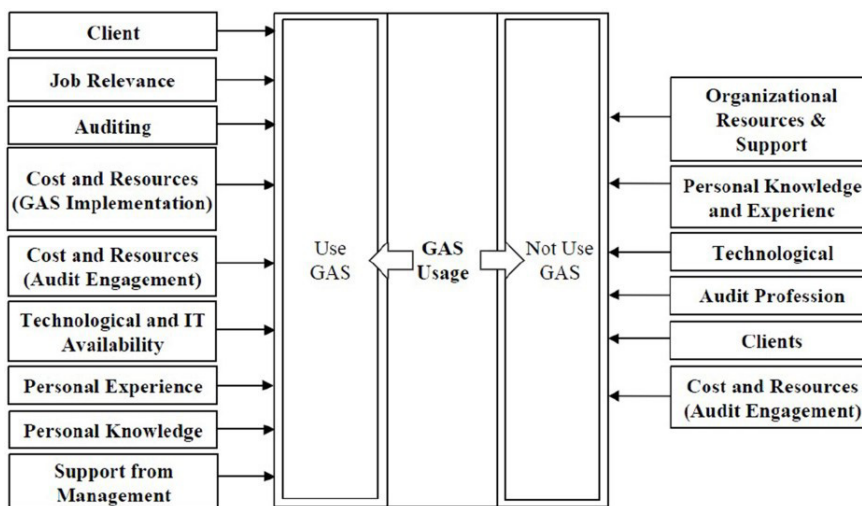 Client
Job Relevance
Auditing
Cost and Resources
(GAS Implementation)
Cost and Resources
(Audit Engagement)
Technological and IT
Availability
Personal Experience
Personal Knowledge
Support from
Management
Use
GAS
GAS
Usage
Not Use
GAS
Organizational
Resources &
Support
Personal Knowledge
and Experienc
Technological
Audit Profession
Clients
Cost and Resources
(Audit Engagement)